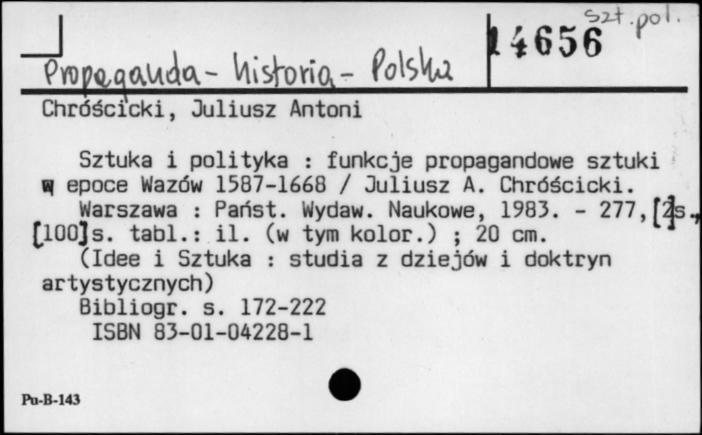 szt.pol.
14656
Propaganda - historia - Polska
Chróścicki, Juliusz Antoni
Sztuka i polityka : funkcje propagandowe sztuki
w epoce Wazów 1587-1668 / Juliusz A. Chróścicki.
Warszawa : Państ. Wydaw. Naukowe, 1983. - 277,[2]s.,
[100]s. tabl.: il. (w tym kolor.) ; 20 cm.
(Idee i Sztuka : studia z dziejów i doktryn
artystycznych)
Bibliogr. s. 172-222
ISBN 83-01-04228-1
Pu-B-143